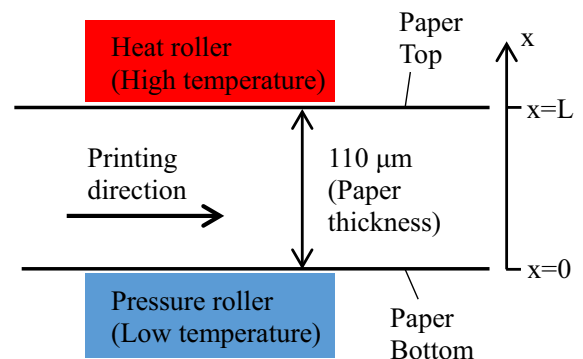 Heat roller
(High temperature)
Paper
Top
x
x=L
Printing
direction
110 μm
(Paper
thickness)
x=0
Pressure roller
(Low temperature)
Paper
Bottom